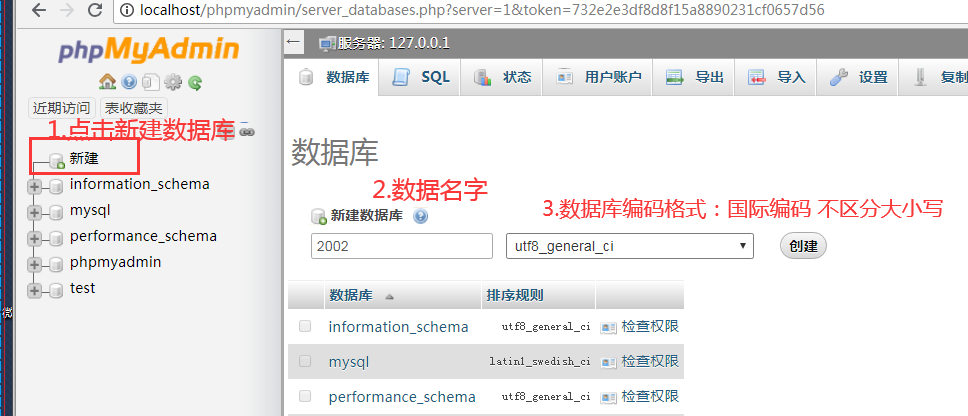 localhost/phpmyadmin/server_databases.php?server=1&token=732e2e3df8d8f15a8890231cf0657d56
phpMyAdmin
服务器: 127.0.0.1
数据库 SQL 状态 用户账户 导出 导入 设置 复制
近期访问 表收藏夹
1.点击新建数据库
新建
information_schema
mysql
performance_schema
phpmyadmin
test
微
数据库
2.数据名字
新建数据库
3.数据库编码格式：国际编码 不区分大小写
2002 utf8_general_ci 创建
数据库 排序规则
information_schema utf8_general_ci 检查权限
mysql latin1_swedish_ci 检查权限
performance_schema utf8_general_ci 检查权限